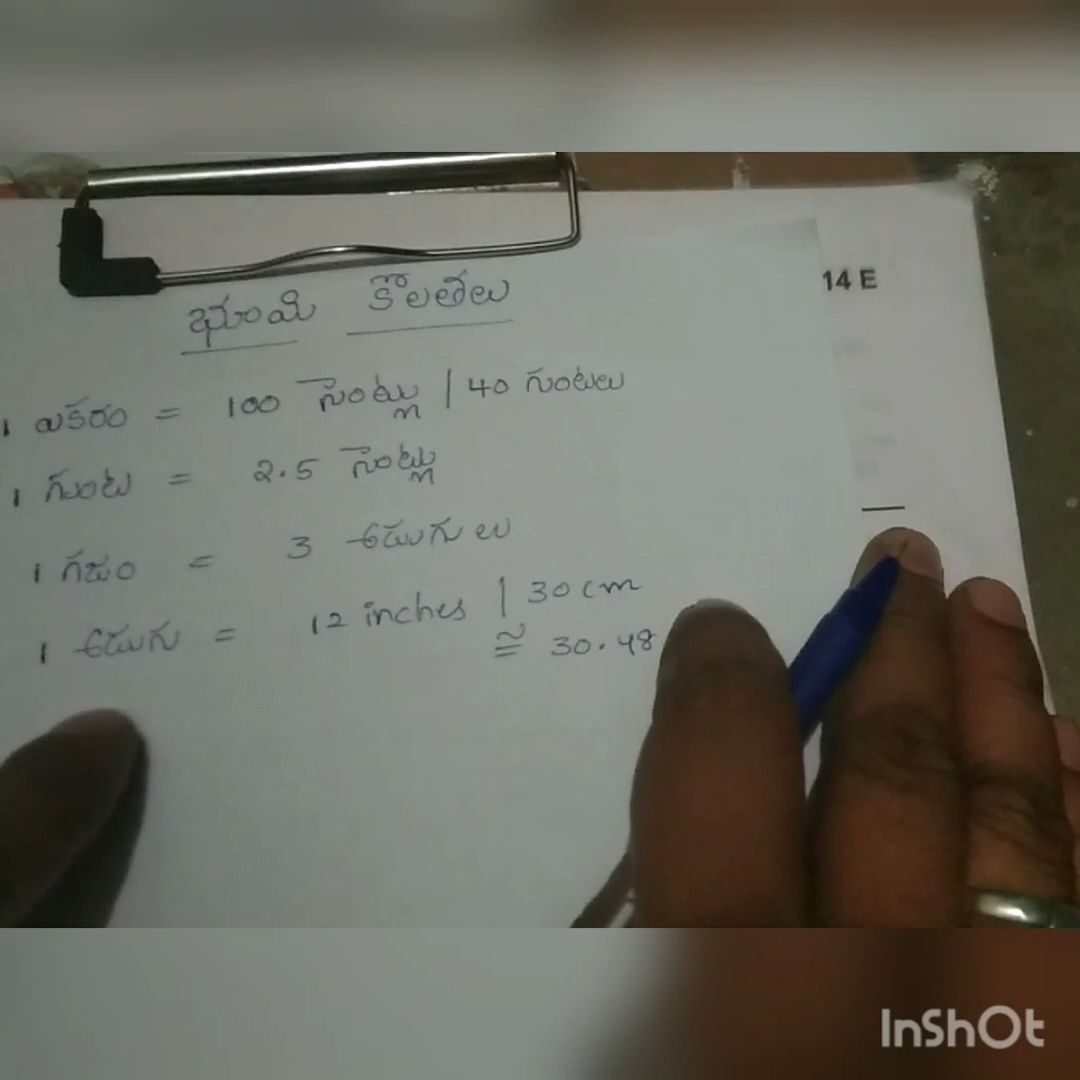 భూమి కొలతలు
14 E
1 ఎకరం = 100 సెంట్లు | 40 గుంటలు
1 గుంట = 2.5 సెంట్లు
1 గజం = 3 అడుగులు
1 అడుగు = 12 inches | 30 cm
≅ 30.48
InShOt